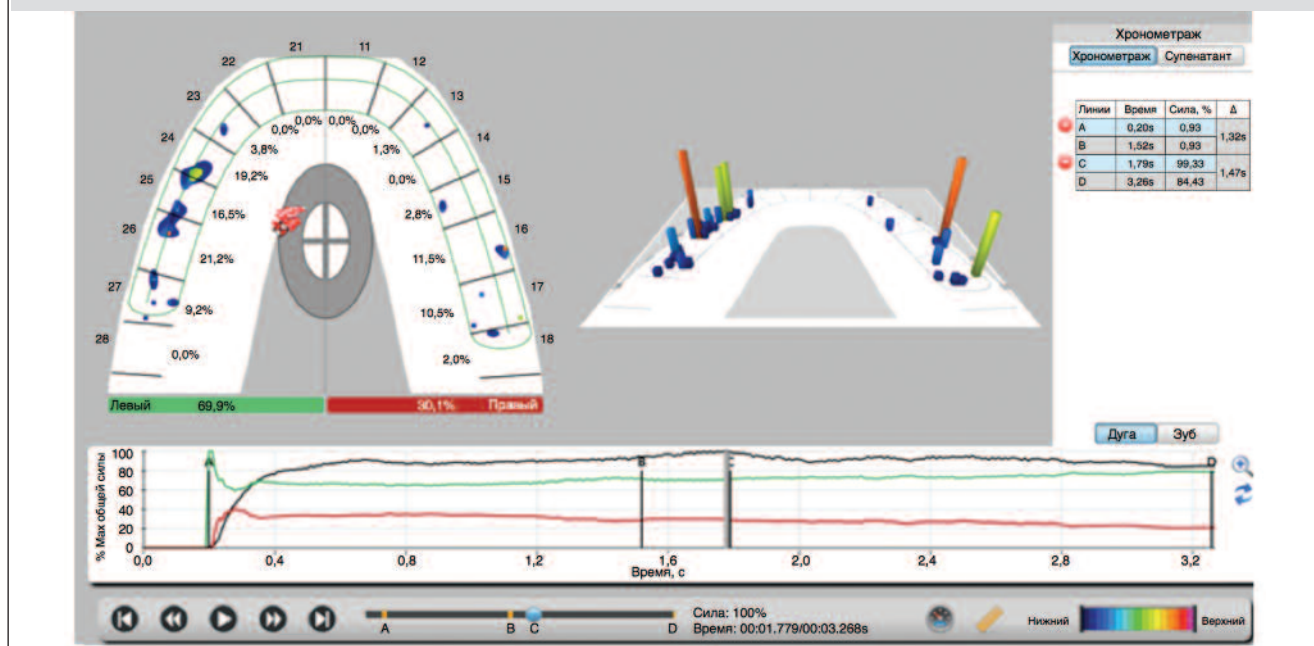 21 11
22 12
23 13
24 14
25 15
26 16
27 17
28 18
0,0% 0,0%
0,0% 0,0%
3,8% 1,3%
19,2% 0,0%
16,5% 2,8%
21,2% 11,5%
9,2% 10,5%
0,0% 2,0%
Левый 69,9% 30,1% Правый
Хронометраж
Хронометраж Супенатант
Линии Время Сила, % Δ
A 0,20s 0,93 1,32s
B 1,52s 0,93
C 1,79s 99,33 1,47s
D 3,26s 84,43
Дуга Зуб
% Max общей силы
100
80
60
40
20
0
A B C D
0,0 0,4 0,8 1,2 1,6 2,0 2,4 2,8 3,2
Время, с
A B C D
Сила: 100%
Время: 00:01.779/00:03.268s
Нижний Верхний